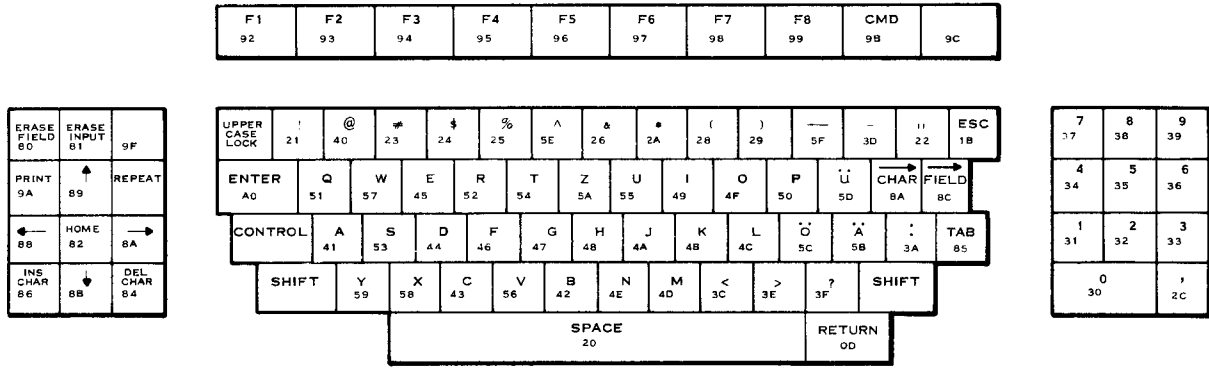 F1 F2 F3 F4 F5 F6 F7 F8 CMD
92 93 94 95 96 97 98 99 9B 9C
ERASE FIELD 80 ERASE INPUT 81 9F
UPPER CASE LOCK ! 21 @ 40 ≠ 23 $ 24 % 25 ^ 5E & 26 * 2A ( 28 ) 29 — 5F – 3D " 22 ESC 1B
7 37 8 38 9 39
PRINT 9A ↑ 89 REPEAT
ENTER A0 Q 51 W 57 E 45 R 52 T 54 Z 5A U 55 I 49 O 4F P 50 Ü 5D → CHAR 8A → FIELD 8C
4 34 5 35 6 36
← 88 HOME 82 → 8A
CONTROL A 41 S 53 D 44 F 46 G 47 H 48 J 4A K 4B L 4C Ö 5C Ä 5B : 3A TAB 85
1 31 2 32 3 33
INS CHAR 86 ↓ 8B DEL CHAR 84
SHIFT Y 59 X 58 C 43 V 56 B 42 N 4E M 4D < 3C > 3E ? 3F SHIFT
0 30 , 2C
SPACE 20 RETURN 0D